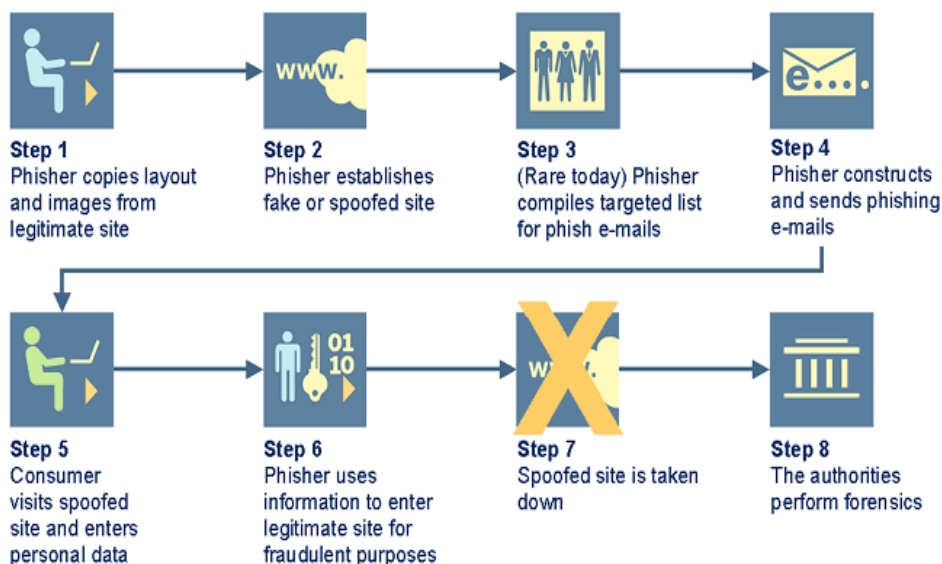 www.
e....
Step 1
Phisher copies layout
and images from
legitimate site
Step 2
Phisher establishes
fake or spoofed site
Step 3
(Rare today) Phisher
compiles targeted list
for phish e-mails
Step 4
Phisher constructs
and sends phishing
e-mails
01
10
www.
Step 5
Consumer
visits spoofed
site and enters
personal data
Step 6
Phisher uses
information to enter
legitimate site for
fraudulent purposes
Step 7
Spoofed site is taken
down
Step 8
The authorities
perform forensics